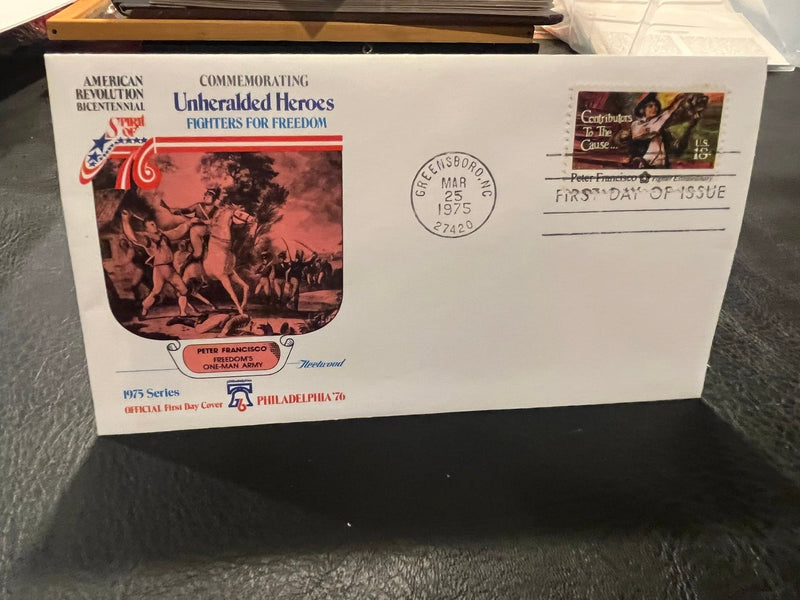 AMERICAN
REVOLUTION
BICENTENNIAL
SPIRIT
OF
76
COMMEMORATING
Unheralded Heroes
FIGHTERS FOR FREEDOM
PETER FRANCISCO
FREEDOM'S
ONE-MAN ARMY
Fleetwood
1975 Series
OFFICIAL First Day Cover
PHILADELPHIA '76
GREENSBORO, NC
MAR
25
1975
27420
Contributors
To The
Cause...
U.S.
18c
Peter Francisco
FIRST DAY OF ISSUE